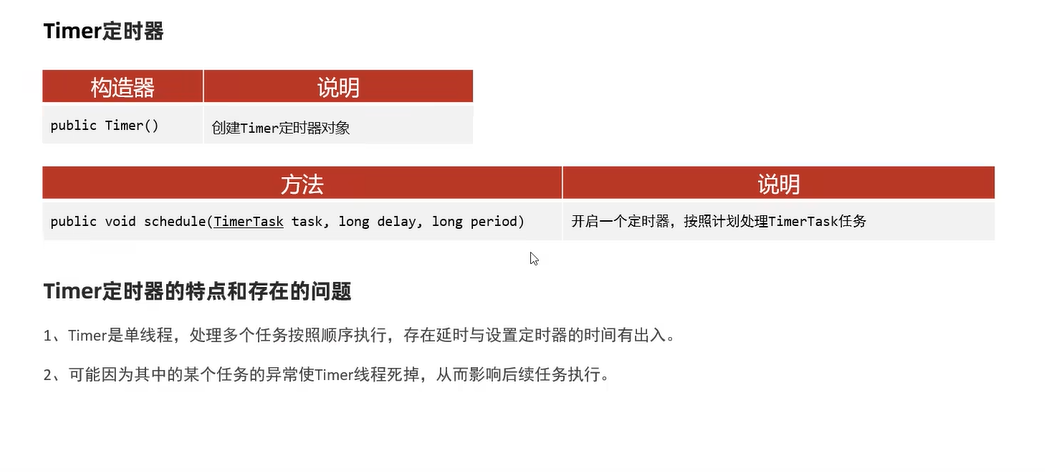 Timer定时器
构造器 说明
public Timer() 创建Timer定时器对象
方法 说明
public void schedule(TimerTask task, long delay, long period) 开启一个定时器，按照计划处理TimerTask任务
Timer定时器的特点和存在的问题
1、Timer是单线程，处理多个任务按照顺序执行，存在延时与设置定时器的时间有出入。
2、可能因为其中的某个任务的异常使Timer线程死掉，从而影响后续任务执行。